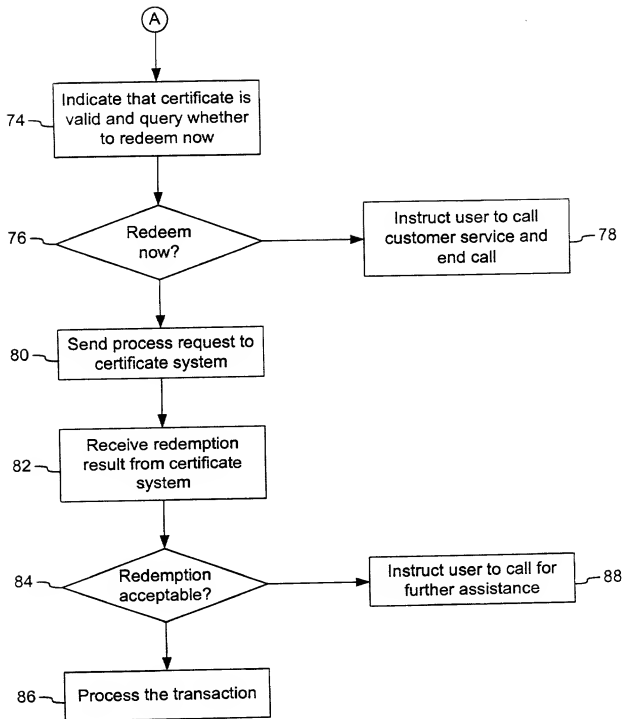 A
Indicate that certificate is
valid and query whether
to redeem now
74
Redeem
now?
76
Instruct user to call
customer service and
end call
78
Send process request to
certificate system
80
Receive redemption
result from certificate
system
82
Redemption
acceptable?
84
Instruct user to call for
further assistance
88
Process the transaction
86